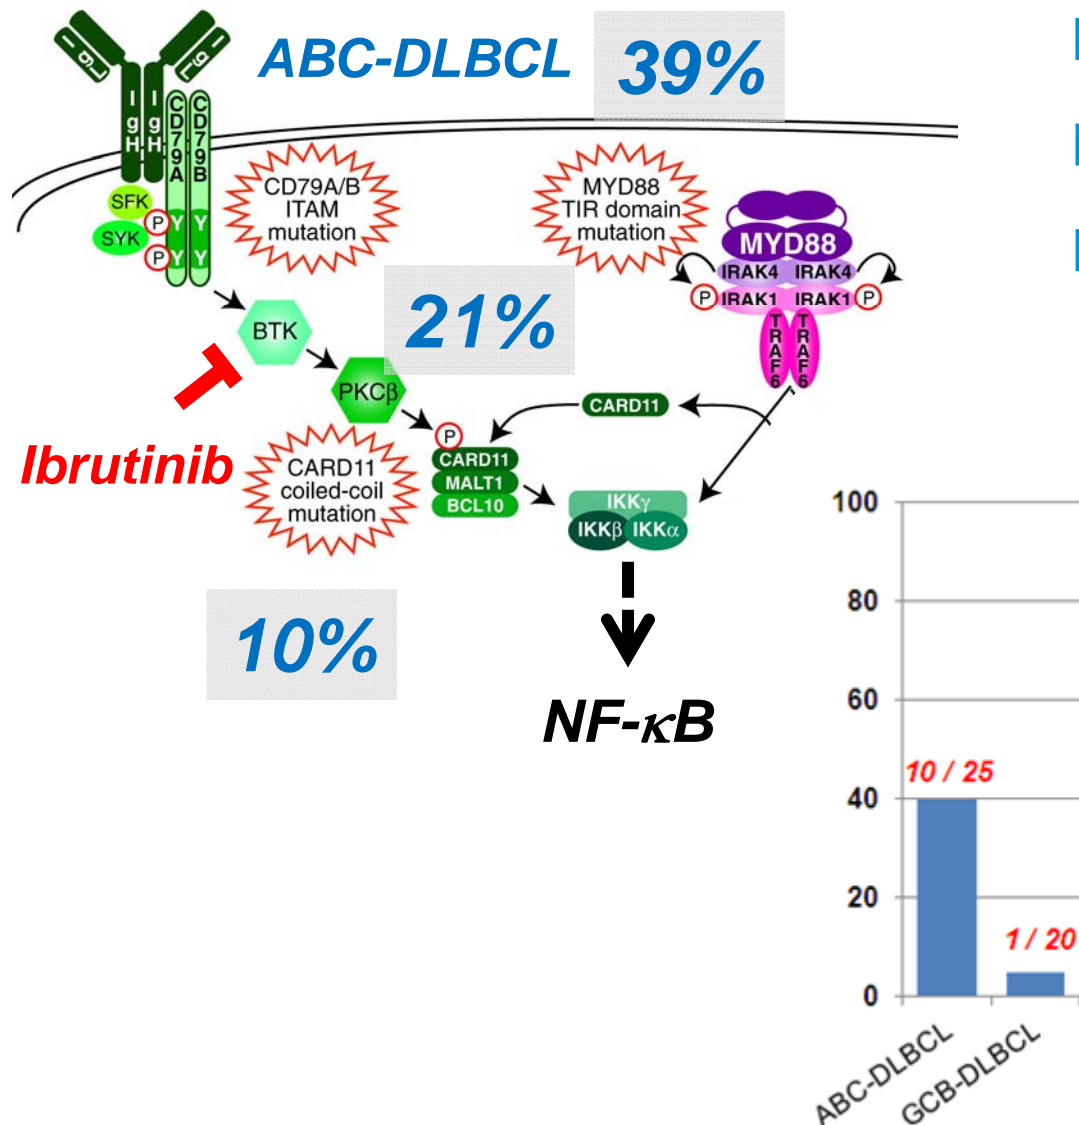 ABC-DLBCL
39%
IgL
IgL
IgH
IgH
CD79A
CD79B
SFK
SYK
P
P
Y
Y
Y
Y
CD79A/B
ITAM
mutation
MYD88
TIR domain
mutation
MYD88
IRAK4
IRAK4
P
IRAK1
IRAK1
P
TRAF6
TRAF6
BTK
21%
PKCβ
Ibrutinib
CARD11
P
CARD11
MALT1
BCL10
CARD11
coiled-coil
mutation
IKKγ
IKKβ
IKKα
10%
NF-κB
100
80
60
40
20
0
10 / 25
1 / 20
ABC-DLBCL
GCB-DLBCL